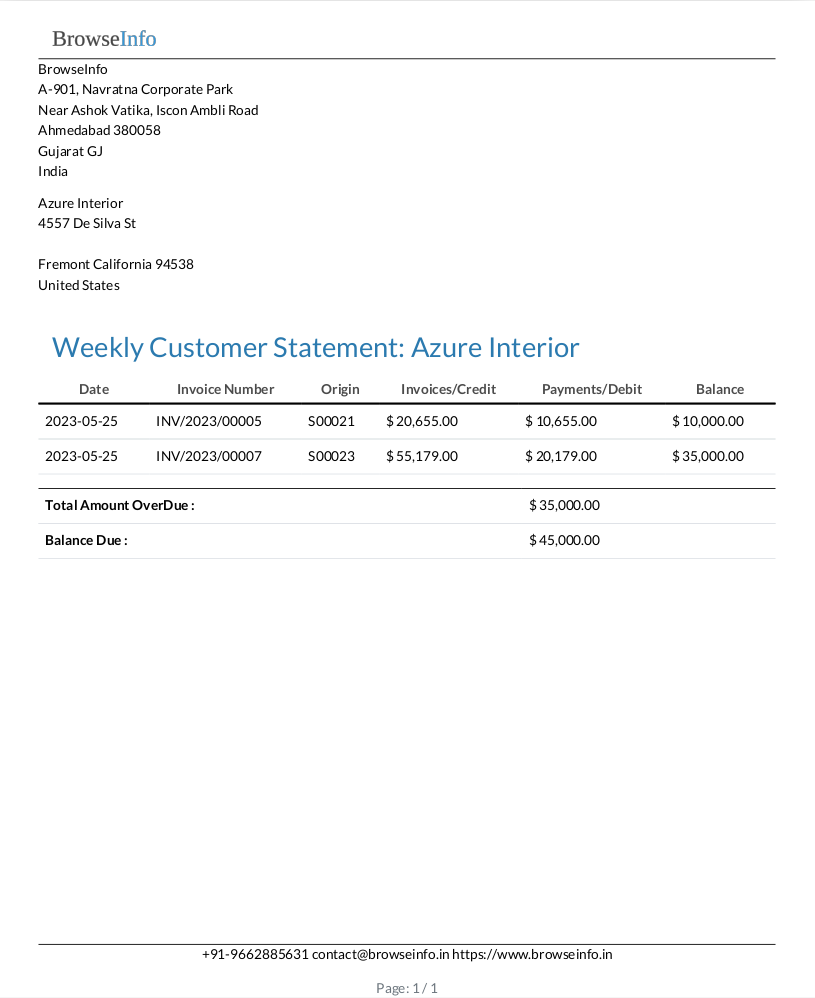 BrowseInfo
BrowseInfo
A-901, Navratna Corporate Park
Near Ashok Vatika, Iscon Ambli Road
Ahmedabad 380058
Gujarat GJ
India
Azure Interior
4557 De Silva St
Fremont California 94538
United States
Weekly Customer Statement: Azure Interior
Date Invoice Number Origin Invoices/Credit Payments/Debit Balance
2023-05-25 INV/2023/00005 S00021 $ 20,655.00 $ 10,655.00 $ 10,000.00
2023-05-25 INV/2023/00007 S00023 $ 55,179.00 $ 20,179.00 $ 35,000.00
Total Amount OverDue : $ 35,000.00
Balance Due : $ 45,000.00
+91-9662885631 contact@browseinfo.in https://www.browseinfo.in
Page: 1 / 1